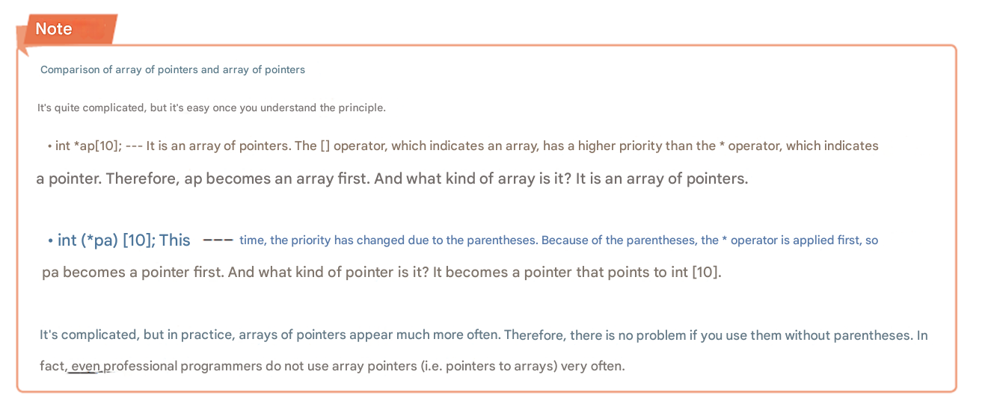 Note
Comparison of array of pointers and array of pointers
It's quite complicated, but it's easy once you understand the principle.
• int *ap[10]; --- It is an array of pointers. The [] operator, which indicates an array, has a higher priority than the * operator, which indicates
a pointer. Therefore, ap becomes an array first. And what kind of array is it? It is an array of pointers.
• int (*pa) [10]; This --- time, the priority has changed due to the parentheses. Because of the parentheses, the * operator is applied first, so
pa becomes a pointer first. And what kind of pointer is it? It becomes a pointer that points to int [10].
It's complicated, but in practice, arrays of pointers appear much more often. Therefore, there is no problem if you use them without parentheses. In
fact, even professional programmers do not use array pointers (i.e. pointers to arrays) very often.